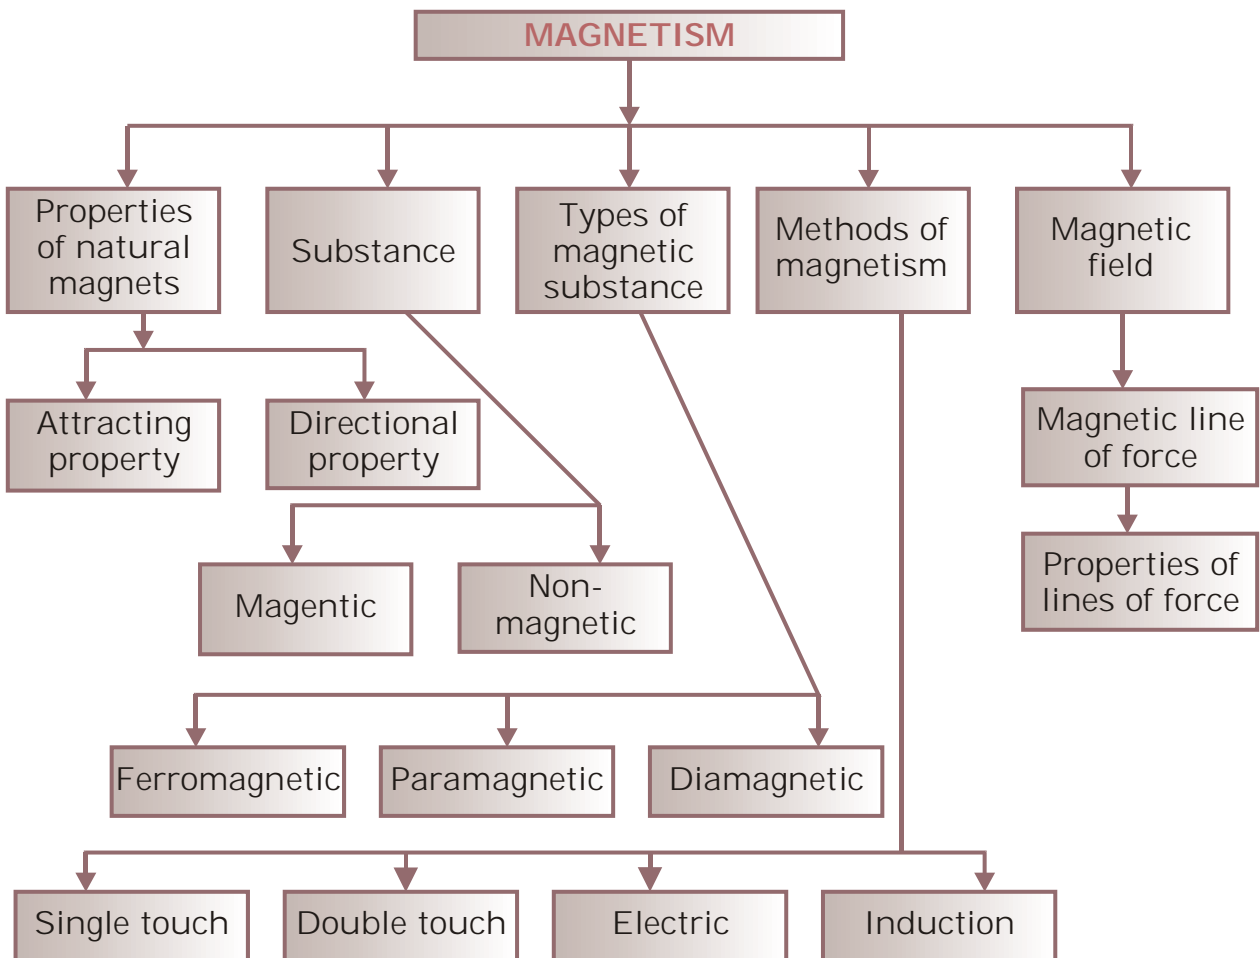 MAGNETISM
Properties
of natural
magnets
Substance
Types of
magnetic
substance
Methods of
magnetism
Magnetic
field
Attracting
property
Directional
property
Magnetic line
of force
Magentic
Non-
magnetic
Properties of
lines of force
Ferromagnetic
Paramagnetic
Diamagnetic
Single touch
Double touch
Electric
Induction